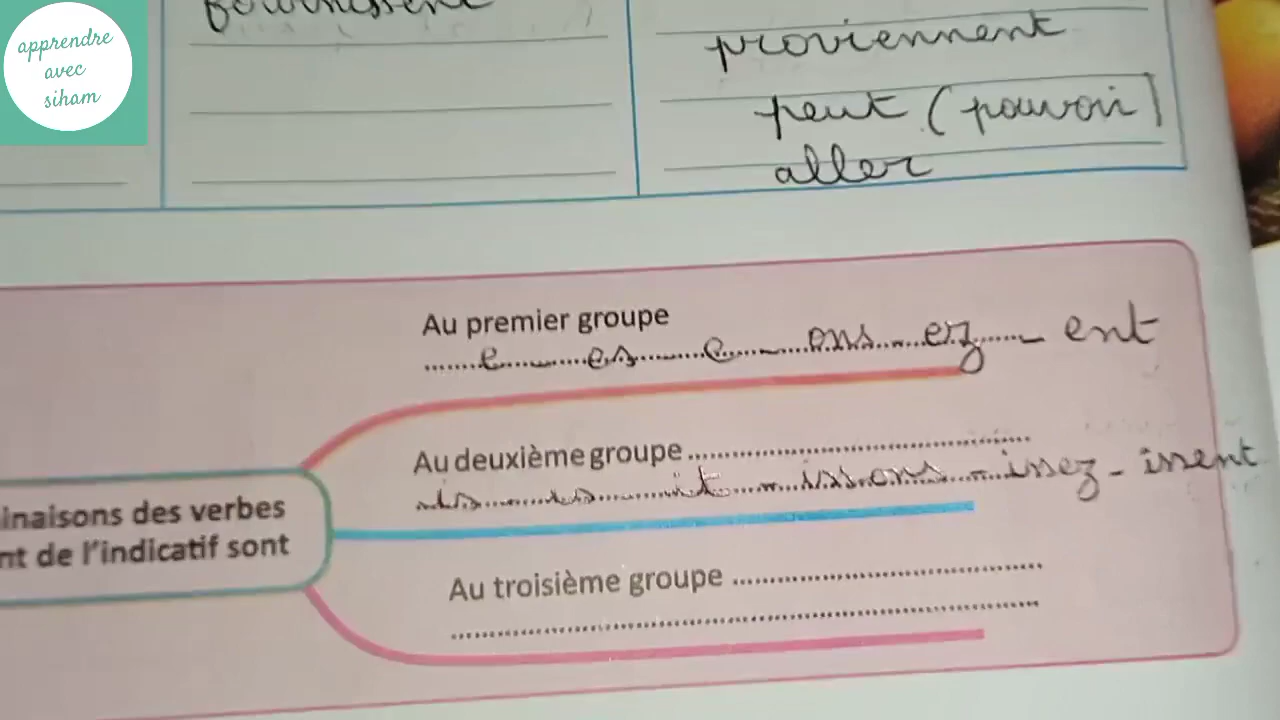 apprendre
avec
siham
fournissent
proviennent
peut (pouvoir)
aller
Au premier groupe
e es e ons ez ent
Au deuxième groupe
is is it issons issez - issent
inaisons des verbes
nt de l'indicatif sont
Au troisième groupe